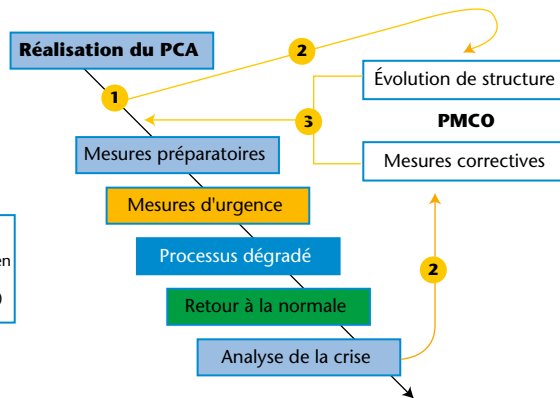 Réalisation du PCA
2
Évolution de structure
1
3
PMCO
Mesures préparatoires
Mesures correctives
Mesures d'urgence
en
Processus dégradé
2
)
Retour à la normale
Analyse de la crise